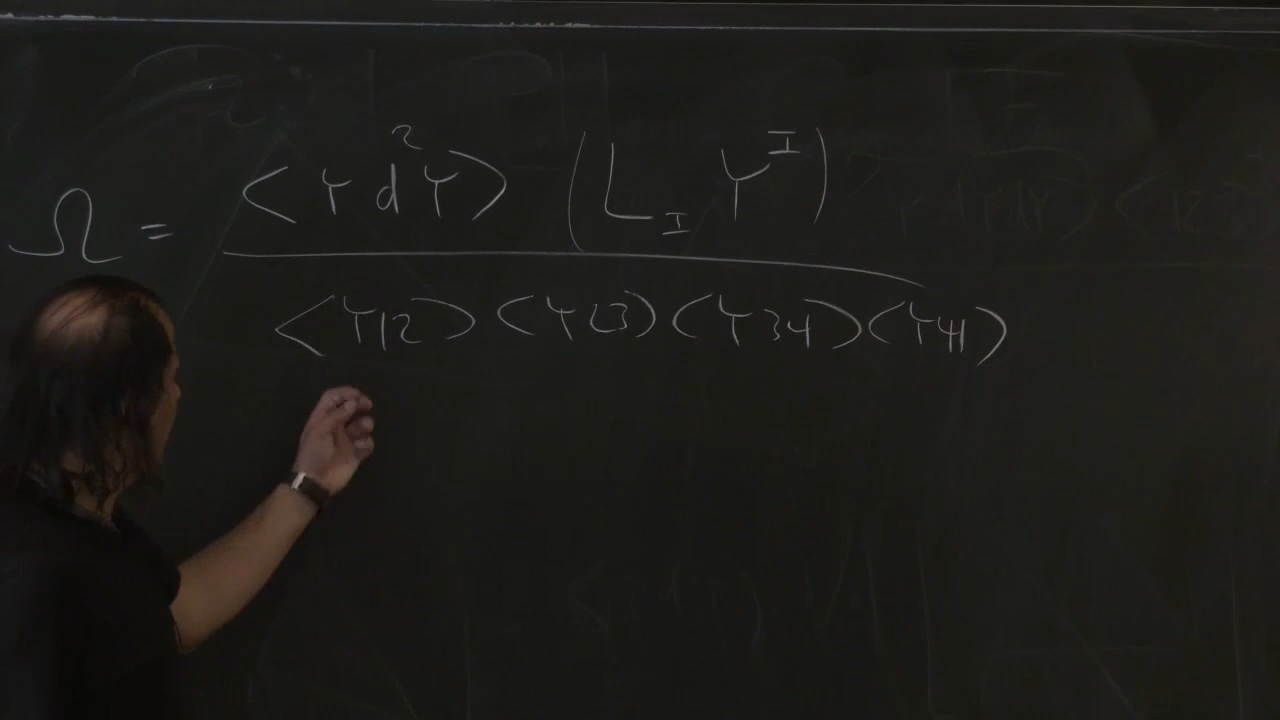 Ω = ⟨Y d²Y⟩ (L_I Y^I)
⟨Y12⟩ ⟨Y23⟩ ⟨Y34⟩ ⟨Y41⟩